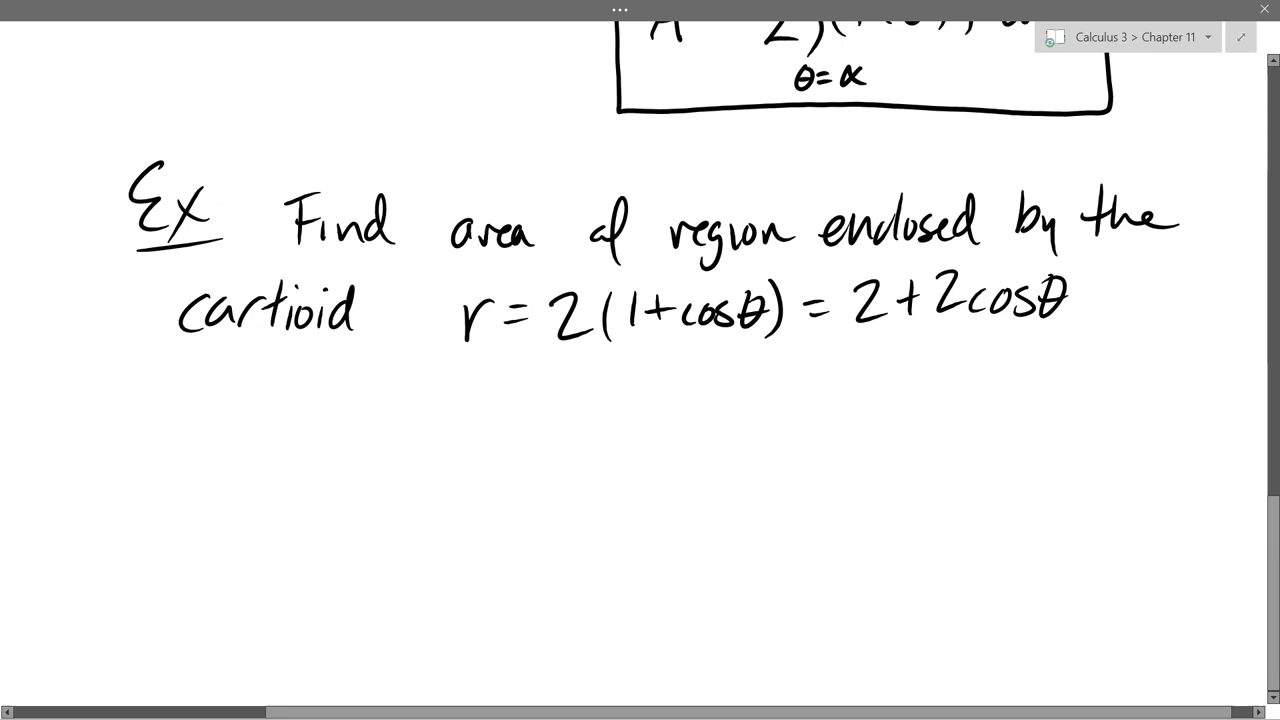 Calculus 3 > Chapter 11
θ=α
Ex Find area of region enclosed by the
cartioid r = 2(1+cosθ) = 2+2cosθ